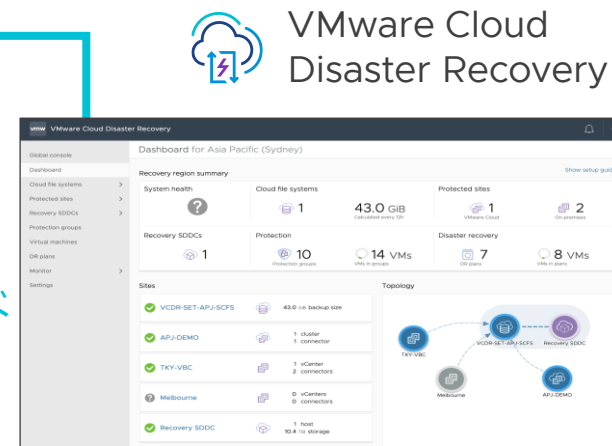 VMware Cloud
Disaster Recovery
vmw VMware Cloud Disaster Recovery
Global console
Dashboard
Cloud file systems
Protected sites
Recovery SDDCs
Protection groups
Virtual machines
DR plans
Monitor
Settings
Dashboard for Asia Pacific (Sydney)
Recovery region summary
Show setup guid
System health
?
Cloud file systems
1
43.0 GiB
Calculated every 12h
Protected sites
1
VMware Cloud
2
On-premises
Recovery SDDCs
1
Protection
10
Protection groups
14 VMs
VMs in groups
Disaster recovery
7
DR plans
8 VMs
VMs in plans
Sites
VCDR-SET-APJ-SCFS
43.0 GiB backup size
APJ-DEMO
1 cluster
1 connector
TKY-VBC
1 vCenter
2 connectors
? Melbourne
0 vCenters
0 connectors
Recovery SDDC
1 host
10.4 TiB storage
Topology
TKY-VBC
VCDR-SET-APJ-SCFS
Recovery SDDC
Melbourne
APJ-DEMO